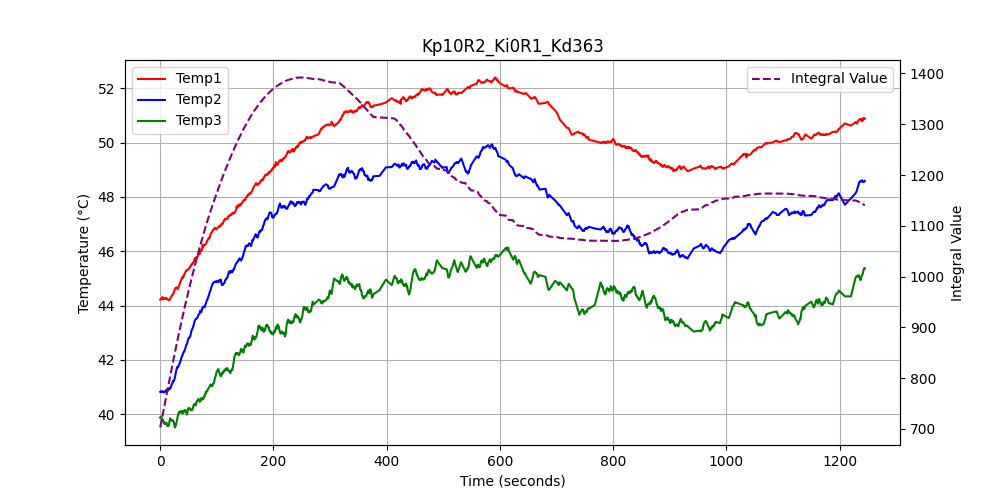 Kp10R2_Ki0R1_Kd363
Temp1
Temp2
Temp3
Integral Value
Temperature (°C)
52
50
48
46
44
42
40
1400
1300
1200
1100
1000
900
800
700
Integral Value
0 200 400 600 800 1000 1200
Time (seconds)